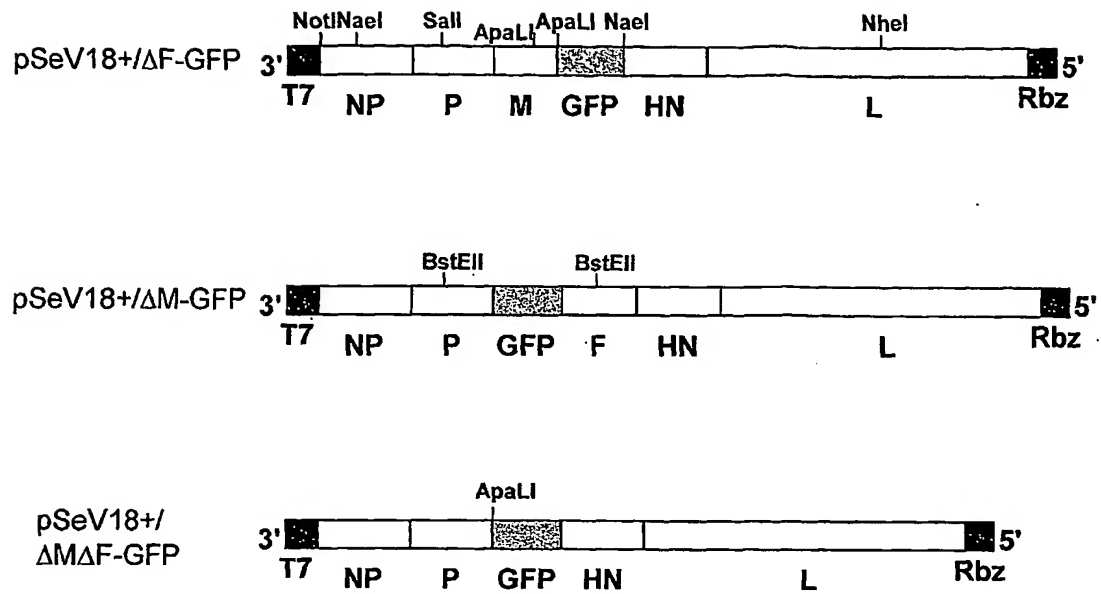 NotI NaeI SalI ApaLI ApaLI NaeI NheI
pSeV18+/ΔF-GFP 3' 5'
T7 NP P M GFP HN L Rbz
BstEII BstEII
pSeV18+/ΔM-GFP 3' 5'
T7 NP P GFP F HN L Rbz
ApaLI
pSeV18+/
ΔMΔF-GFP 3' 5'
T7 NP P GFP HN L Rbz